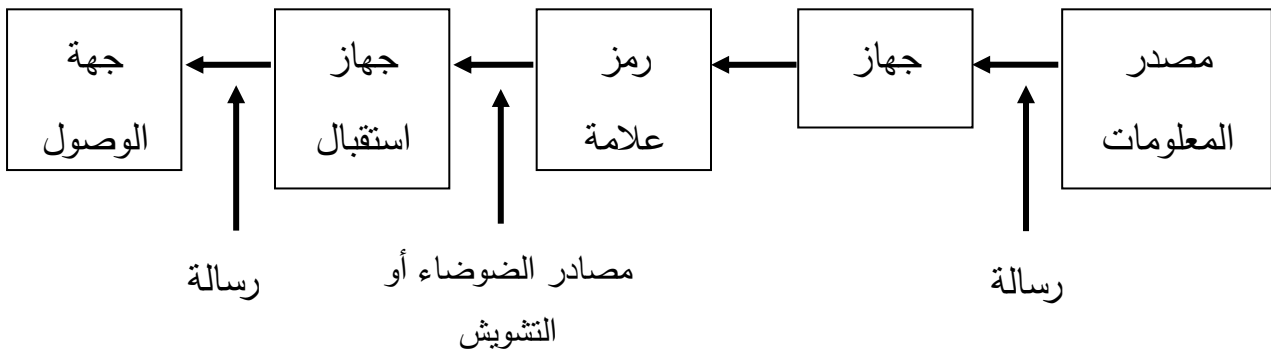 مصدر
المعلومات
جهاز
رمز
علامة
جهاز
استقبال
جهة
الوصول
رسالة
مصادر الضوضاء أو
التشويش
رسالة